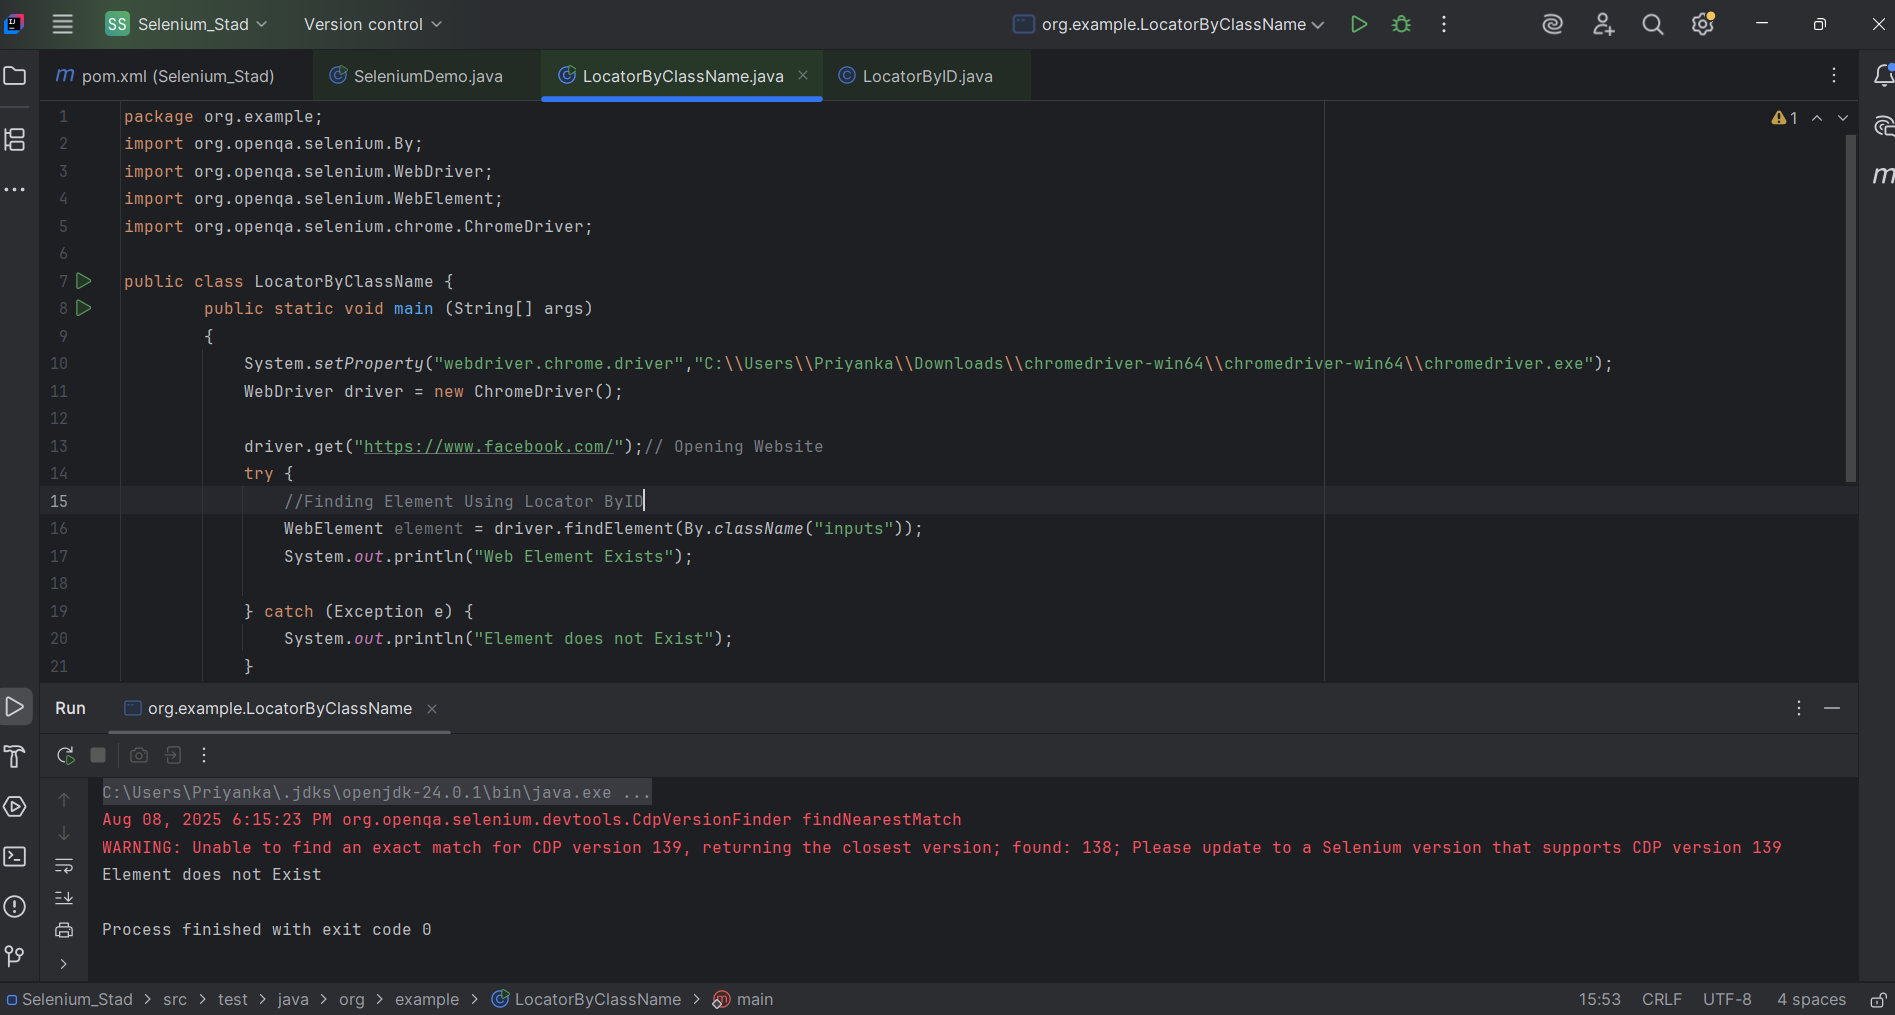 SS Selenium_Stad Version control org.example.LocatorByClassName
m pom.xml (Selenium_Stad) SeleniumDemo.java LocatorByClassName.java LocatorByID.java
1 package org.example;
2 import org.openqa.selenium.By;
3 import org.openqa.selenium.WebDriver;
4 import org.openqa.selenium.WebElement;
5 import org.openqa.selenium.chrome.ChromeDriver;
6
7 public class LocatorByClassName {
8 public static void main (String[] args)
9 {
10 System.setProperty("webdriver.chrome.driver","C:\\Users\\Priyanka\\Downloads\\chromedriver-win64\\chromedriver-win64\\chromedriver.exe");
11 WebDriver driver = new ChromeDriver();
12
13 driver.get("https://www.facebook.com/");// Opening Website
14 try {
15 //Finding Element Using Locator ByID
16 WebElement element = driver.findElement(By.className("inputs"));
17 System.out.println("Web Element Exists");
18
19 } catch (Exception e) {
20 System.out.println("Element does not Exist");
21 }
1
m
Run org.example.LocatorByClassName
C:\Users\Priyanka\.jdks\openjdk-24.0.1\bin\java.exe ...
Aug 08, 2025 6:15:23 PM org.openqa.selenium.devtools.CdpVersionFinder findNearestMatch
WARNING: Unable to find an exact match for CDP version 139, returning the closest version; found: 138; Please update to a Selenium version that supports CDP version 139
Element does not Exist
Process finished with exit code 0
Selenium_Stad > src > test > java > org > example > LocatorByClassName > main 15:53 CRLF UTF-8 4 spaces